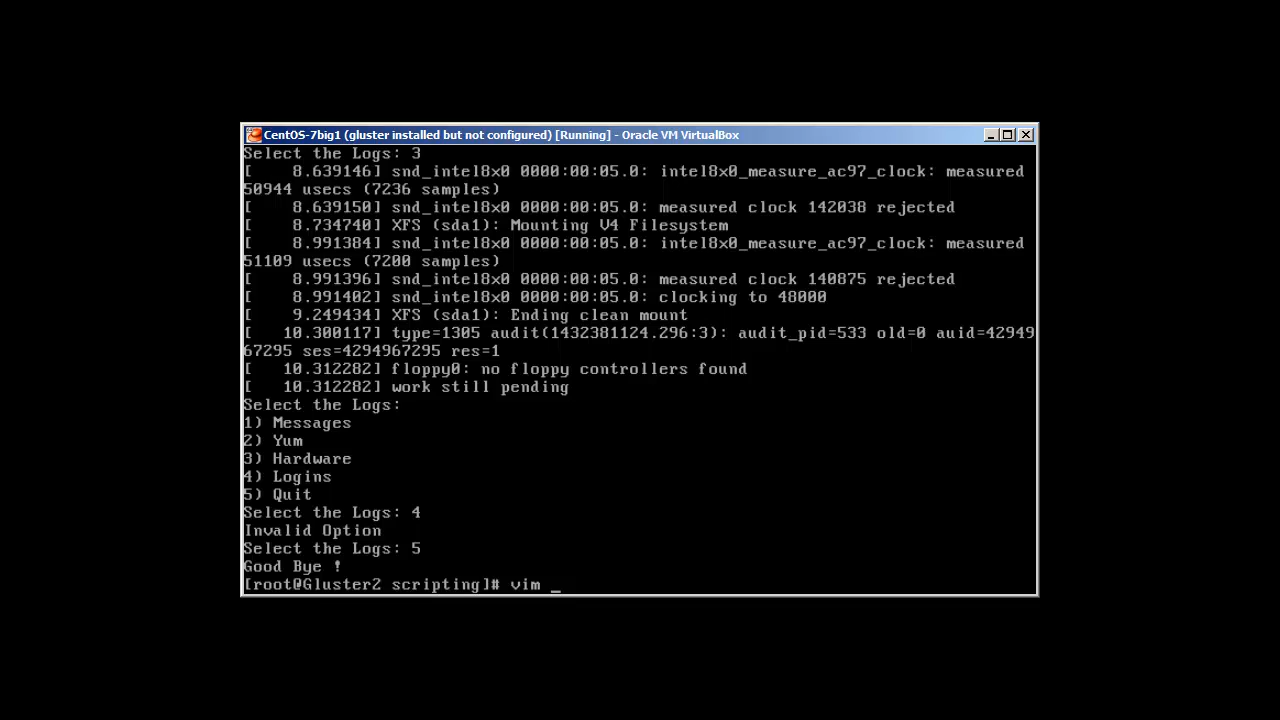 CentOS-7big1 (gluster installed but not configured) [Running] - Oracle VM VirtualBox
Select the Logs: 3
[    8.639146] snd_intel8x0 0000:00:05.0: intel8x0_measure_ac97_clock: measured
50944 usecs (7236 samples)
[    8.639150] snd_intel8x0 0000:00:05.0: measured clock 142038 rejected
[    8.734740] XFS (sda1): Mounting V4 Filesystem
[    8.991384] snd_intel8x0 0000:00:05.0: intel8x0_measure_ac97_clock: measured
51109 usecs (7200 samples)
[    8.991396] snd_intel8x0 0000:00:05.0: measured clock 140875 rejected
[    8.991402] snd_intel8x0 0000:00:05.0: clocking to 48000
[    9.249434] XFS (sda1): Ending clean mount
[   10.300117] type=1305 audit(1432381124.296:3): audit_pid=533 old=0 auid=42949
67295 ses=4294967295 res=1
[   10.312282] floppy0: no floppy controllers found
[   10.312282] work still pending
Select the Logs:
1) Messages
2) Yum
3) Hardware
4) Logins
5) Quit
Select the Logs: 4
Invalid Option
Select the Logs: 5
Good Bye !
[root@Gluster2 scripting]# vim _